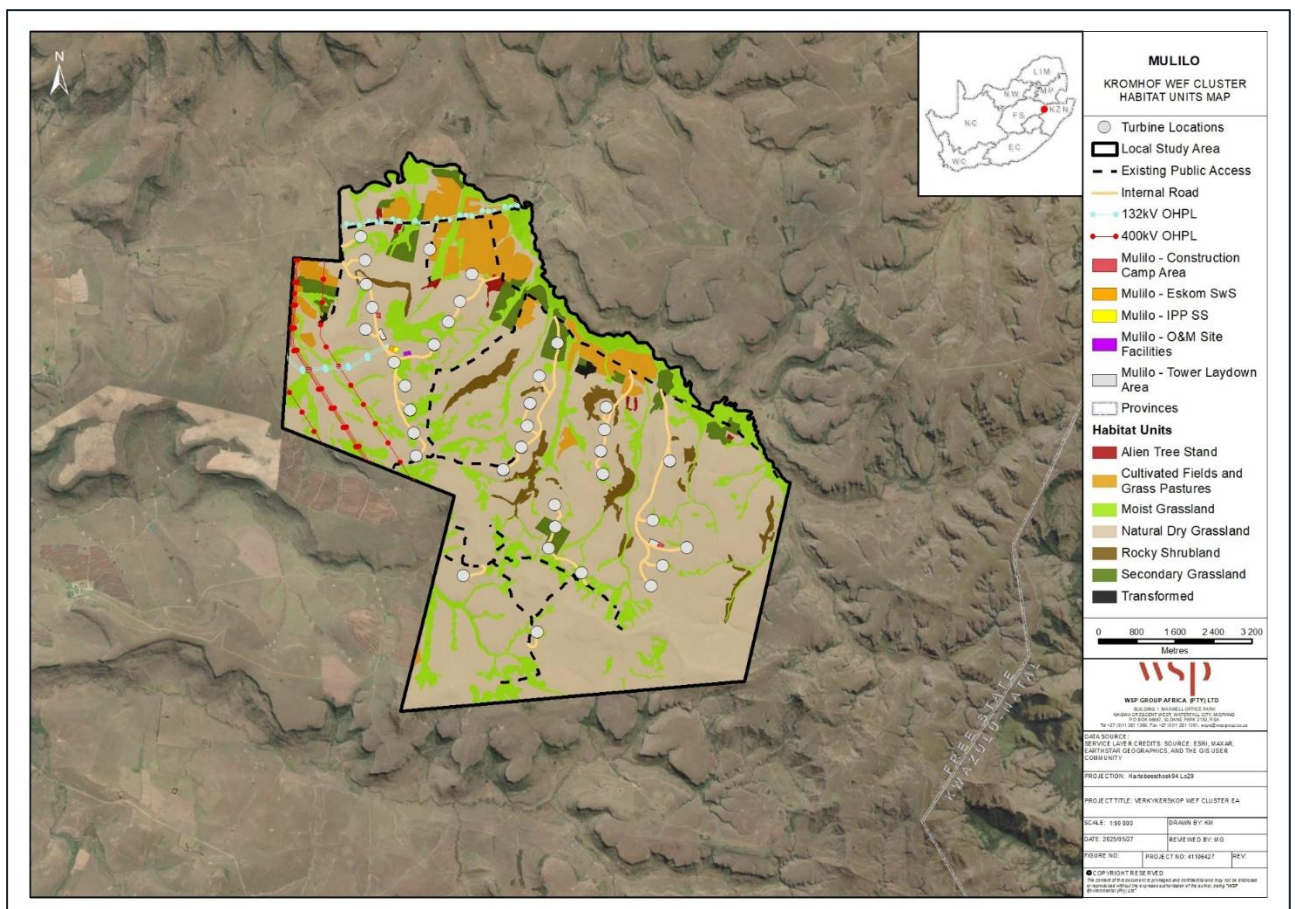 N
LIM
N.W
M.P
F.S
KZN
N.C
E.C
W.C
FREE STATE
KWAZULU-NATAL
MULILO
KROMHOF WEF CLUSTER
HABITAT UNITS MAP
Turbine Locations
Local Study Area
Existing Public Access
Internal Road
132kV OHPL
400kV OHPL
Mulilo - Construction
Camp Area
Mulilo - Eskom SwS
Mulilo - IPP SS
Mulilo - O&M Site
Facilities
Mulilo - Tower Laydown
Area
Provinces
Habitat Units
Alien Tree Stand
Cultivated Fields and
Grass Pastures
Moist Grassland
Natural Dry Grassland
Rocky Shrubland
Secondary Grassland
Transformed
0 800 1 600 2 400 3 200
Metres
wsp
WSP GROUP AFRICA (PTY) LTD
BUILDING 1, MAXWELL OFFICE PARK
DATA SOURCE:
SERVICE LAYER CREDITS: SOURCE: ESRI, MAXAR,
EARTHSTAR GEOGRAPHICS, AND THE GIS USER
COMMUNITY
PROJECTION: Hartebeesthoek94 Lo29
PROJECT TITLE: VERKYKERSKOP WEF CLUSTER EA
SCALE: 1:90 000
DRAWN BY: KM
DATE: 2025/05/27
REVIEWED BY: MG
FIGURE NO:
PROJECT NO: 41106427
REV:
COPYRIGHT RESERVED